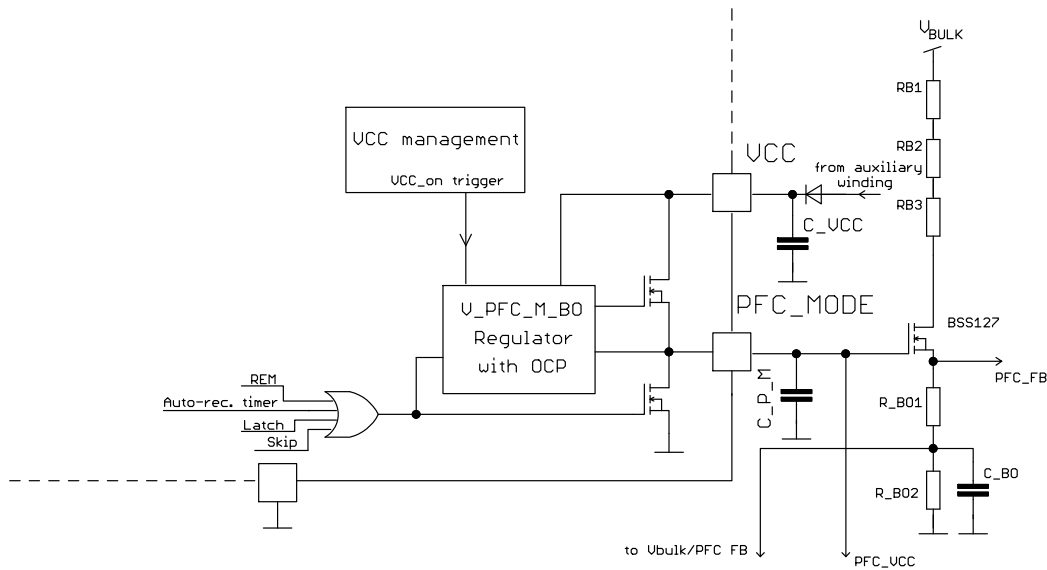 V_BULK
RB1
VCC management
VCC_on trigger
VCC
RB2
from auxiliary
winding
RB3
C_VCC
V_PFC_M_BO
Regulator
with OCP
PFC_MODE
BSS127
PFC_FB
C_P_M
REM
Auto-rec. timer
Latch
Skip
R_BO1
C_BO
R_BO2
to Vbulk/PFC FB
PFC_VCC